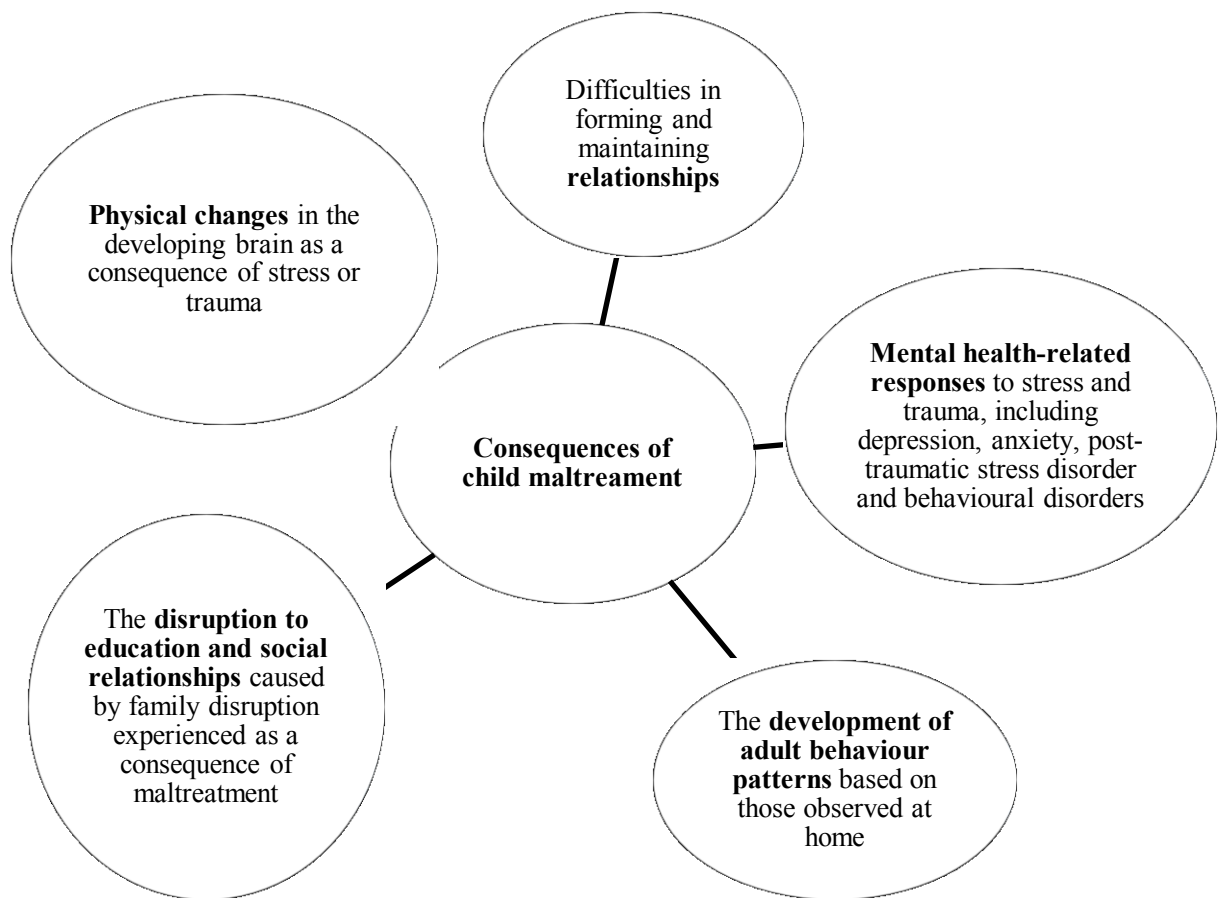 Difficulties in
forming and
maintaining
relationships
Physical changes in the
developing brain as a
consequence of stress or
trauma
Mental health-related
responses to stress and
trauma, including
depression, anxiety, post-
traumatic stress disorder
and behavioural disorders
Consequences of
child maltreament
The disruption to
education and social
relationships caused
by family disruption
experienced as a
consequence of
maltreatment
The development of
adult behaviour
patterns based on
those observed at
home